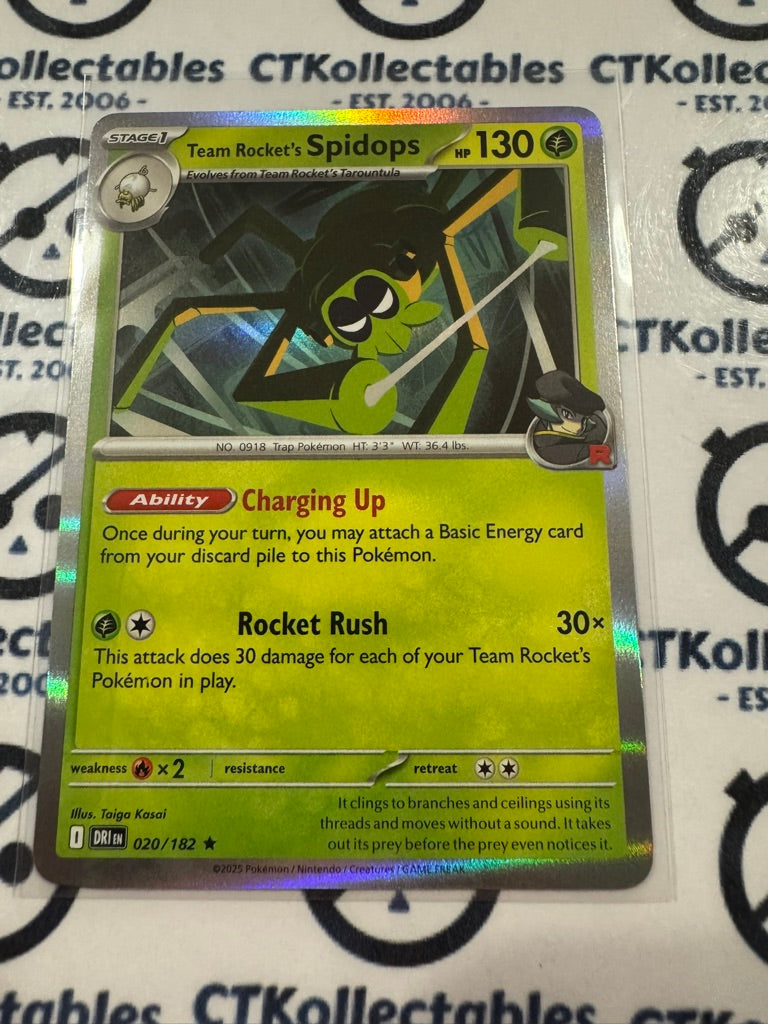 CTKollectables CTKollectables
- EST. 2006 - - EST. 2006 - - EST. 2006 -
STAGE 1 Team Rocket's Spidops HP 130
Evolves from Team Rocket's Tarountula
NO. 0918 Trap Pokémon HT: 3'3" WT: 36.4 lbs.
R
Ability Charging Up
Once during your turn, you may attach a Basic Energy card
from your discard pile to this Pokémon.
Rocket Rush 30×
This attack does 30 damage for each of your Team Rocket's
Pokémon in play.
weakness ×2 resistance retreat
Illus. Taiga Kasai
I DRI EN 020/182 ★
It clings to branches and ceilings using its
threads and moves without a sound. It takes
out its prey before the prey even notices it.
©2025 Pokémon / Nintendo / Creatures / GAME FREAK
CTKollectables